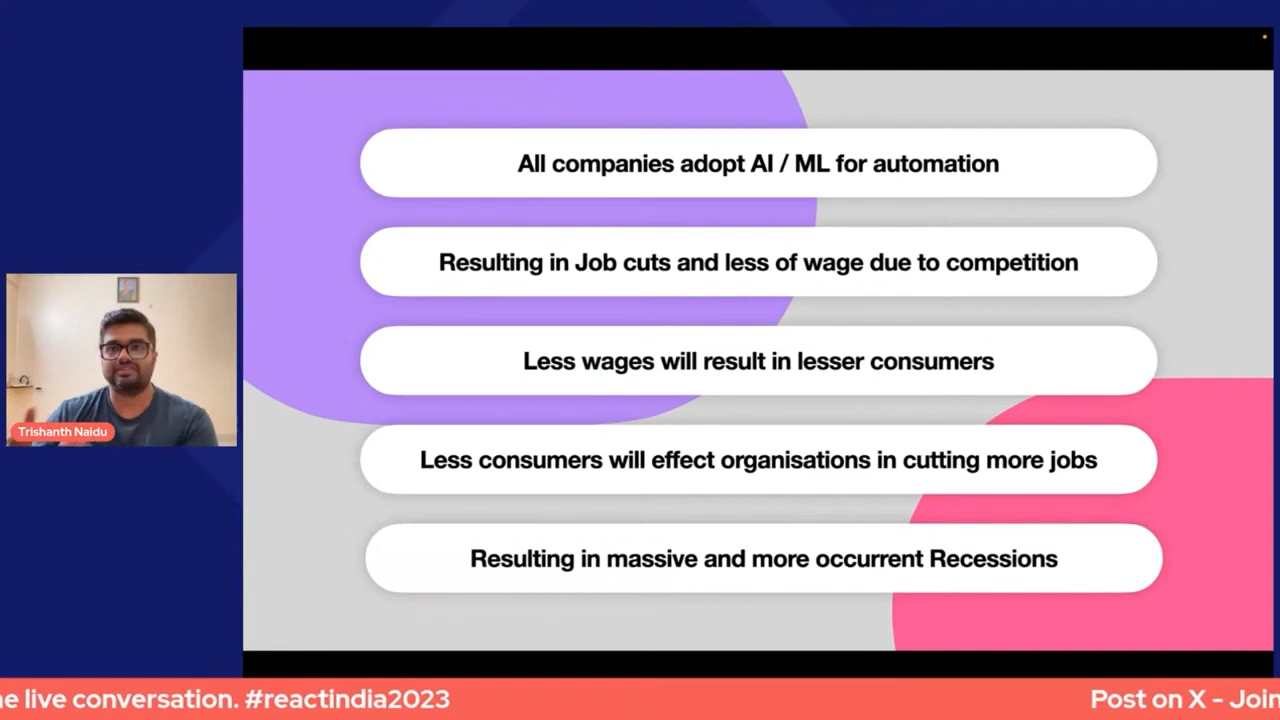 All companies adopt AI / ML for automation
Resulting in Job cuts and less of wage due to competition
Less wages will result in lesser consumers
Less consumers will effect organisations in cutting more jobs
Resulting in massive and more occurrent Recessions
Trishanth Naidu
live conversation. #reactindia2023
Post on X - Join